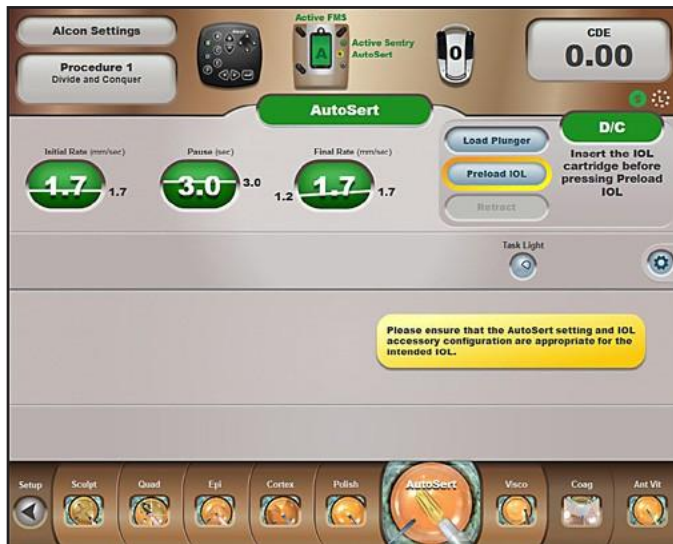 Alcon Settings
Procedure 1
Divide and Conquer
Active FMS
A
Active Sentry
AutoSert
0
CDE
0.00
S
L
AutoSert
Initial Rate (mm/sec)
1.7
1.7
Pause (sec)
3.0
3.0
Final Rate (mm/sec)
1.2
1.7
1.7
Load Plunger
Preload IOL
Retract
D/C
Insert the IOL
cartridge before
pressing Preload
IOL
Task Light
Please ensure that the AutoSert setting and IOL
accessory configuration are appropriate for the
intended IOL.
Setup
Sculpt
Quad
Epi
Cortex
Polish
AutoSert
Visco
Coag
Ant Vit